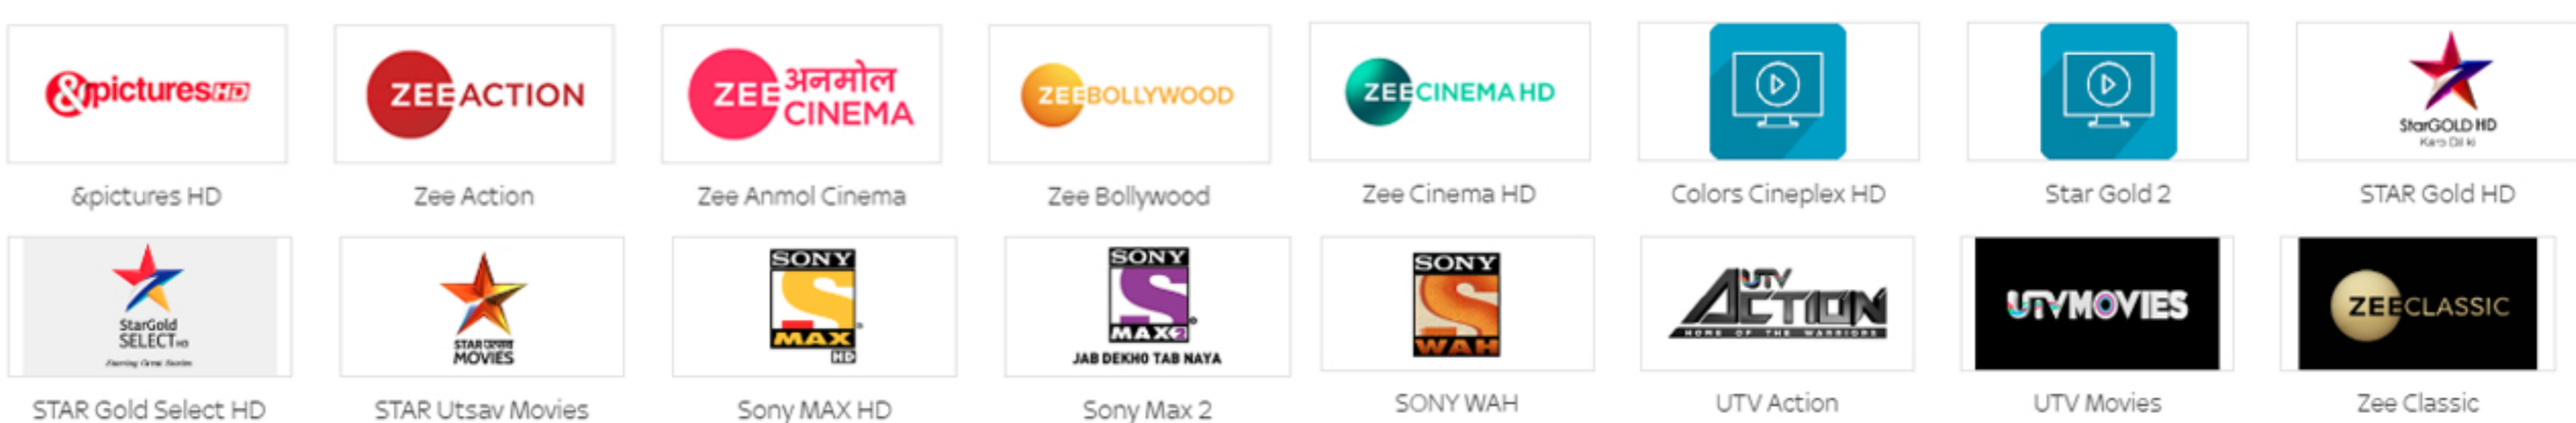 &pictures HD
ZEE ACTION
ZEE अनमोल
CINEMA
ZEE BOLLYWOOD
ZEE CINEMA HD
StarGOLD HD
&pictures HD
Zee Action
Zee Anmol Cinema
Zee Bollywood
Zee Cinema HD
Colors Cineplex HD
Star Gold 2
STAR Gold HD
StarGold
SELECT HD
STAR उत्सव
MOVIES
SONY
MAX
HD
SONY
MAX2
JAB DEKHO TAB NAYA
SONY
WAH
UTV
ACTION
HOME OF THE WARRIORS
UTVMOVIES
ZEE CLASSIC
STAR Gold Select HD
STAR Utsav Movies
Sony MAX HD
Sony Max 2
SONY WAH
UTV Action
UTV Movies
Zee Classic